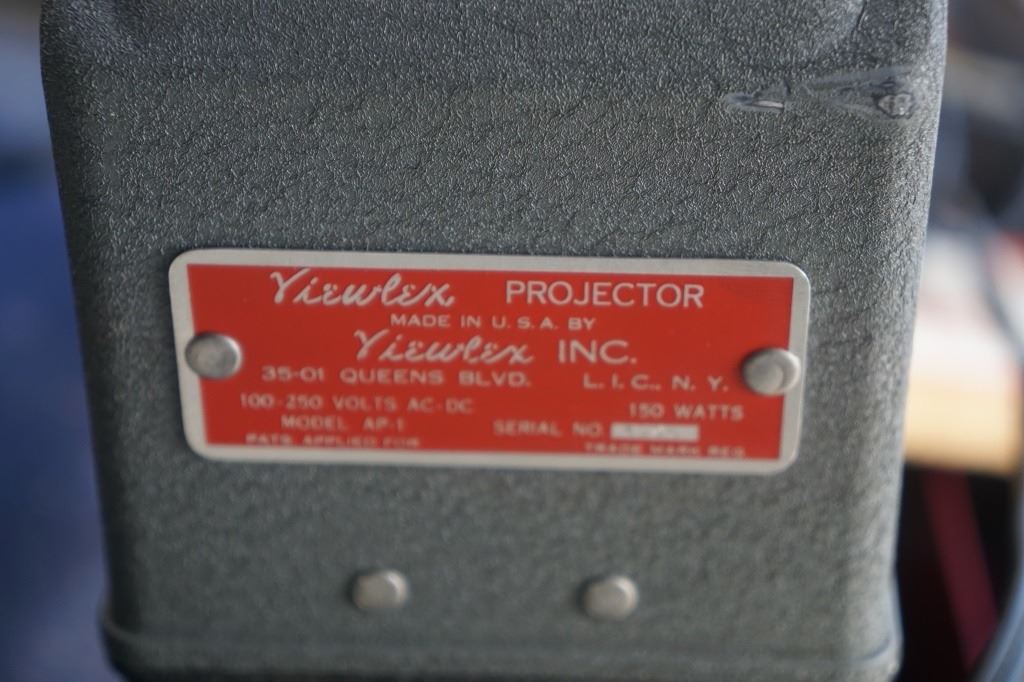 Viewlex PROJECTOR
MADE IN U. S. A. BY
Viewlex INC.
35-01 QUEENS BLVD. L. I. C., N. Y.
100-250 VOLTS AC-DC 150 WATTS
MODEL AP-1 SERIAL NO.
PATS. APPLIED FOR TRADE MARK REG